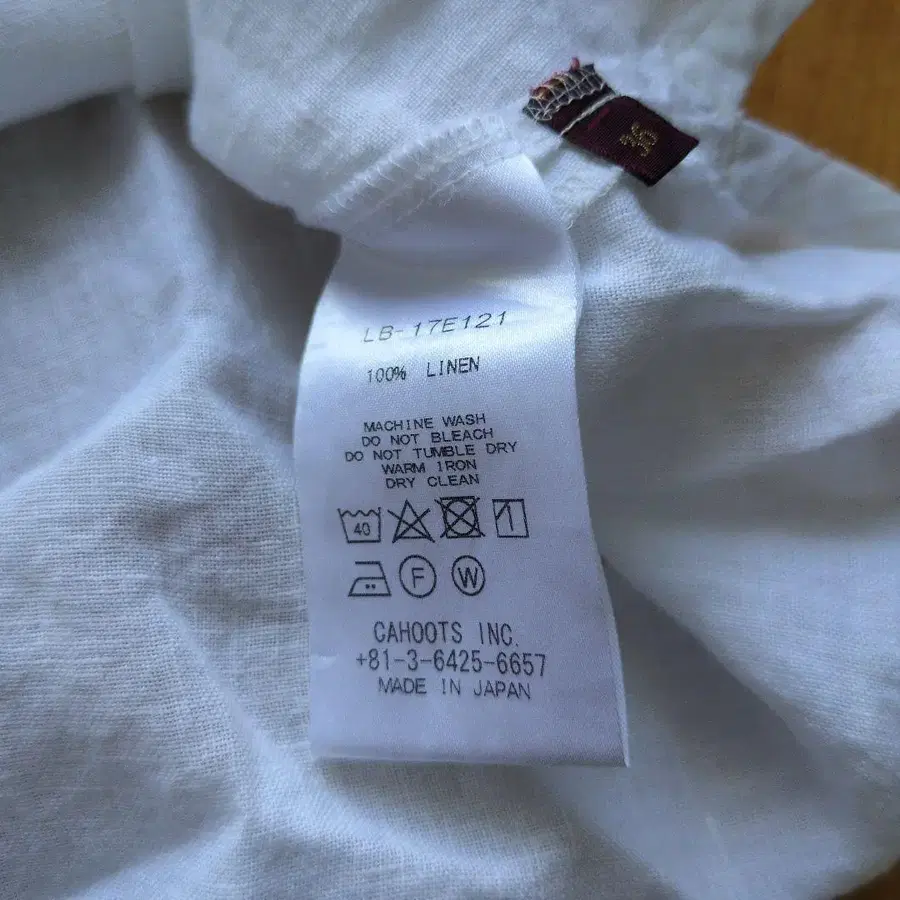 36
LB-17E121
100% LINEN
MACHINE WASH
DO NOT BLEACH
DO NOT TUMBLE DRY
WARM IRON
DRY CLEAN
40
F W
CAHOOTS INC.
+81-3-6425-6657
MADE IN JAPAN